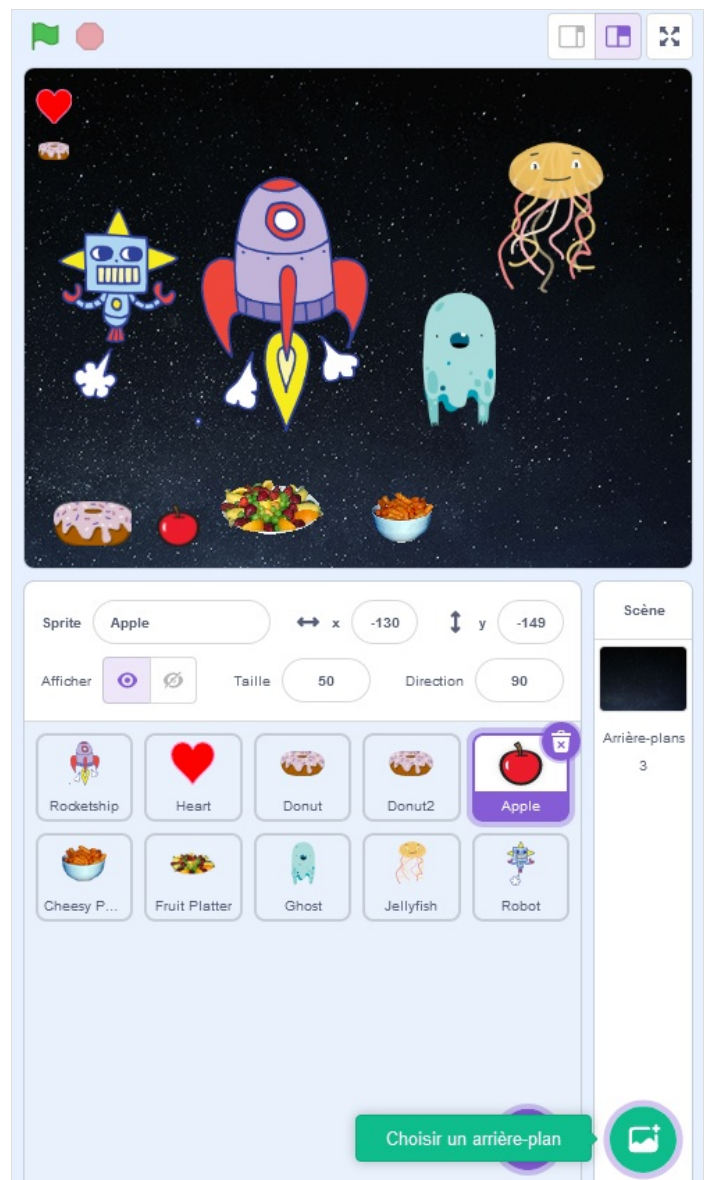 Sprite Apple x -130 y -149
Afficher Taille 50 Direction 90
Scène
Arrière-plans
3
Rocketship Heart Donut Donut2 Apple
Cheesy P... Fruit Platter Ghost Jellyfish Robot
Choisir un arrière-plan